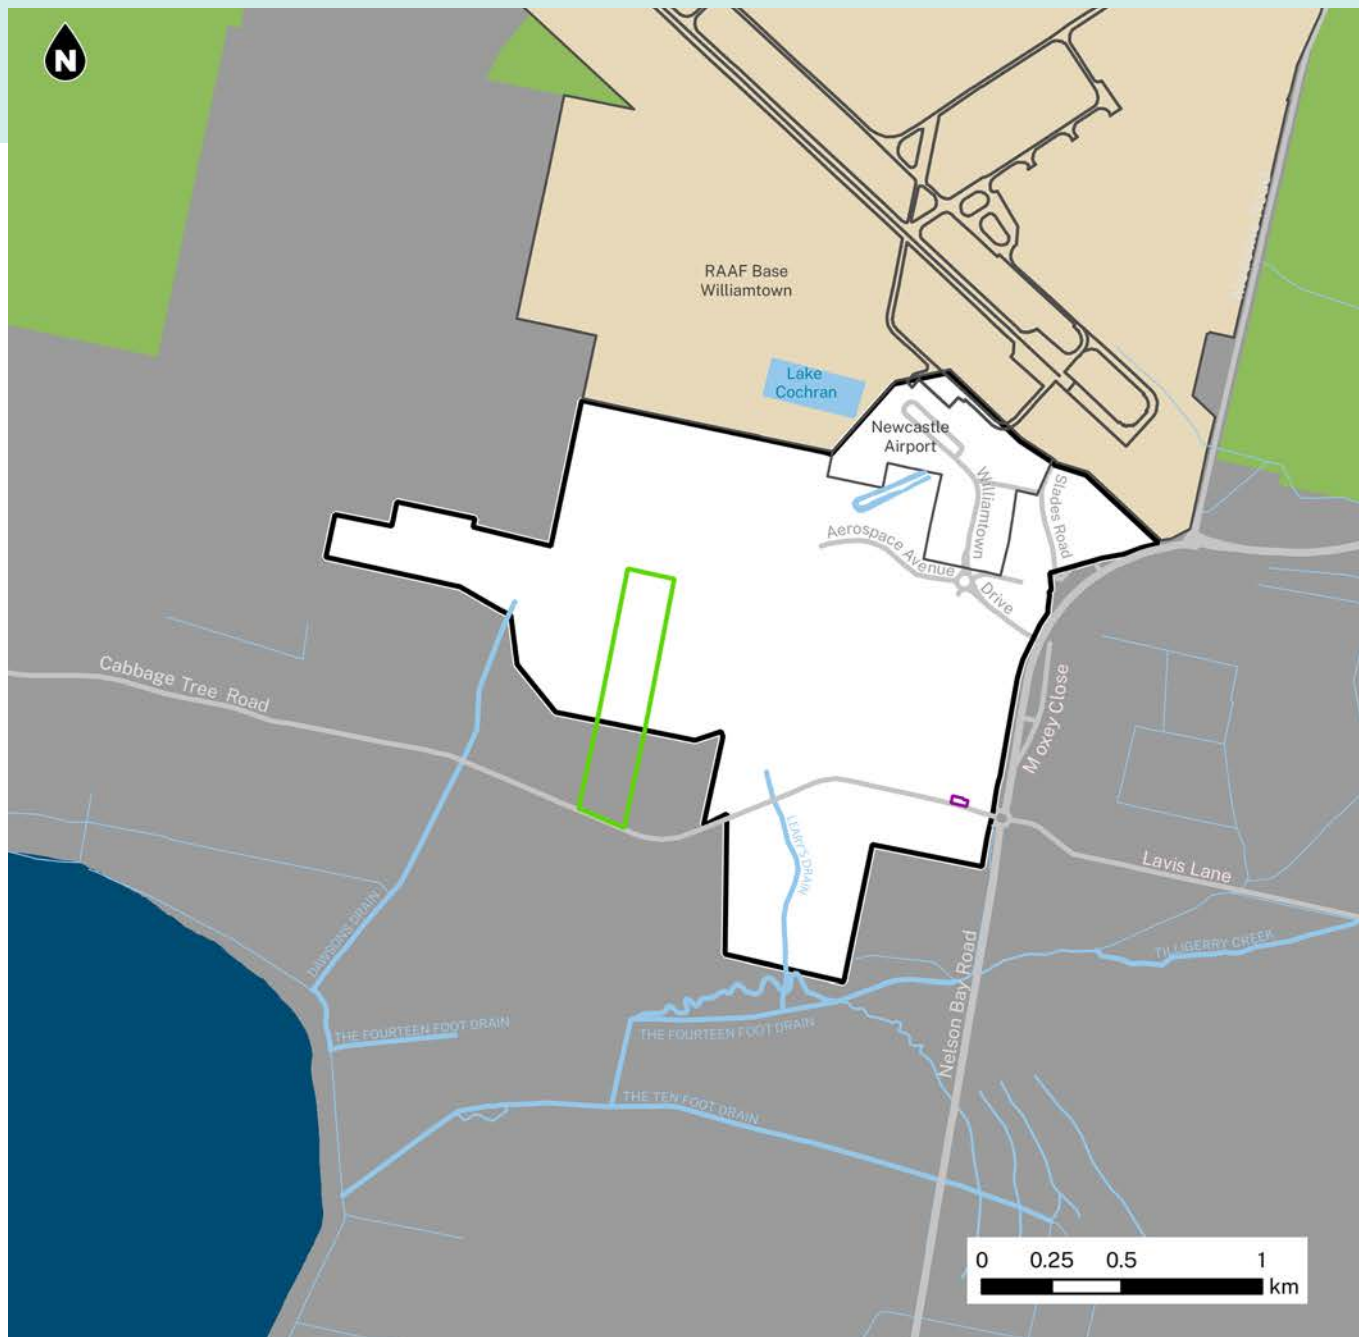 N
RAAF Base
Williamtown
Lake
Cochran
Newcastle
Airport
Williamtown
Drive
Slades Road
Aerospace Avenue
Cabbage Tree Road
Moxey Close
LEARY'S DRAIN
Lavis Lane
DAWSONS DRAIN
TILLIGERRY CREEK
Nelson Bay Road
THE FOURTEEN FOOT DRAIN
THE FOURTEEN FOOT DRAIN
THE TEN FOOT DRAIN
0 0.25 0.5 1
km